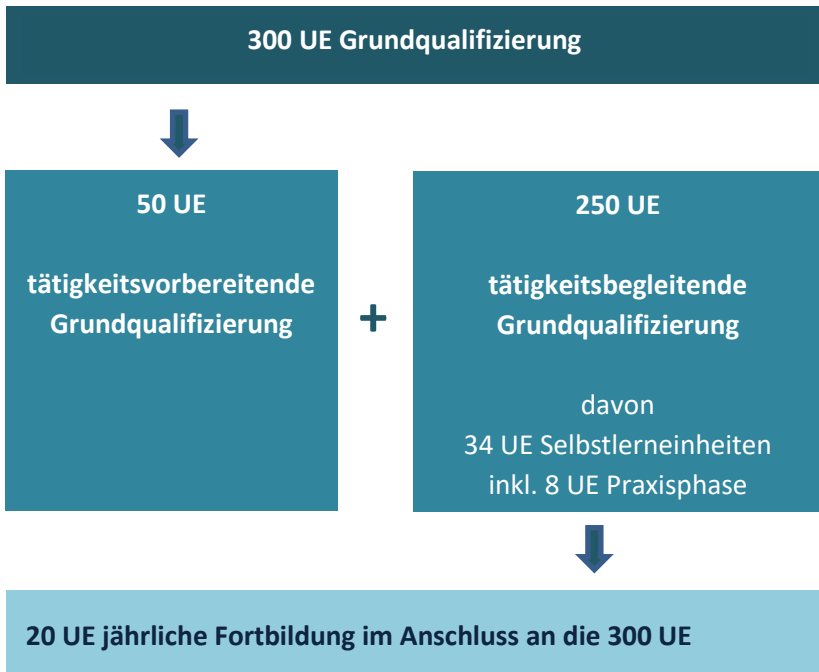 300 UE Grundqualifizierung
50 UE
tätigkeitsvorbereitende
Grundqualifizierung
+
250 UE
tätigkeitsbegleitende
Grundqualifizierung
davon
34 UE Selbstlerneinheiten
inkl. 8 UE Praxisphase
20 UE jährliche Fortbildung im Anschluss an die 300 UE